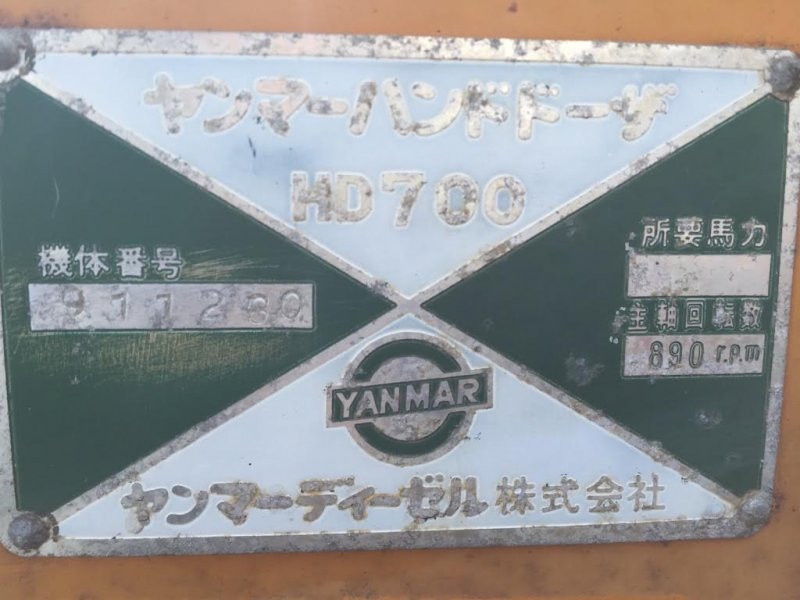 ヤンマーハンドドーザ
HD700
機体番号
911200
所要馬力
主軸回転数
890 r.p.m
YANMAR
ヤンマーディーゼル株式会社